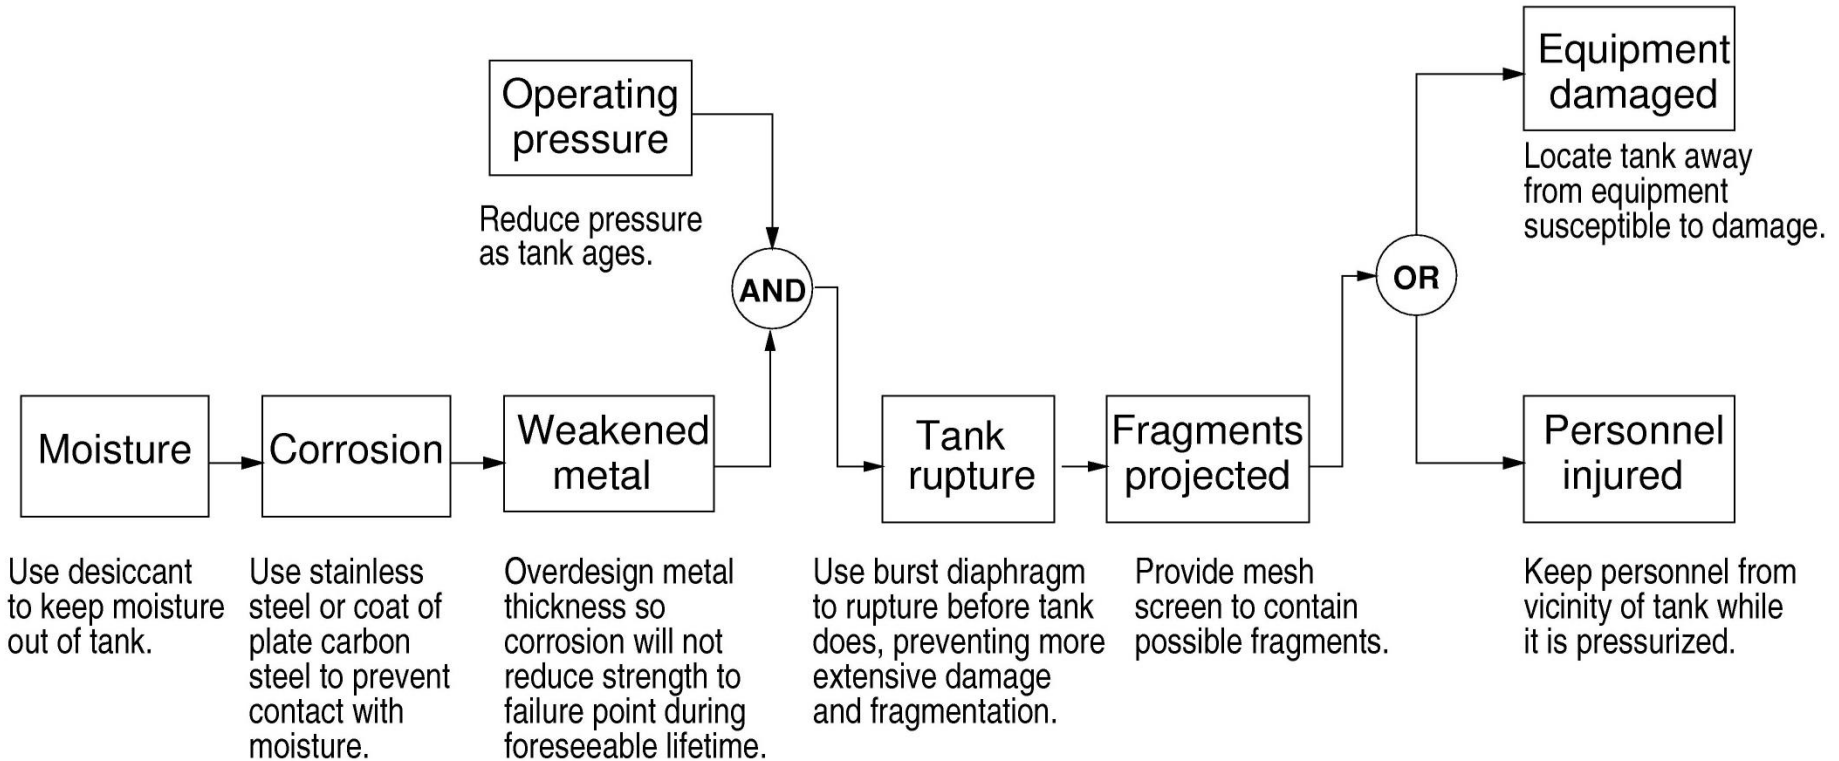 Equipment
damaged
Locate tank away
from equipment
susceptible to damage.
Operating
pressure
Reduce pressure
as tank ages.
AND
OR
Moisture
Corrosion
Weakened
metal
Tank
rupture
Fragments
projected
Personnel
injured
Use desiccant
to keep moisture
out of tank.
Use stainless
steel or coat of
plate carbon
steel to prevent
contact with
moisture.
Overdesign metal
thickness so
corrosion will not
reduce strength to
failure point during
foreseeable lifetime.
Use burst diaphragm
to rupture before tank
does, preventing more
extensive damage
and fragmentation.
Provide mesh
screen to contain
possible fragments.
Keep personnel from
vicinity of tank while
it is pressurized.